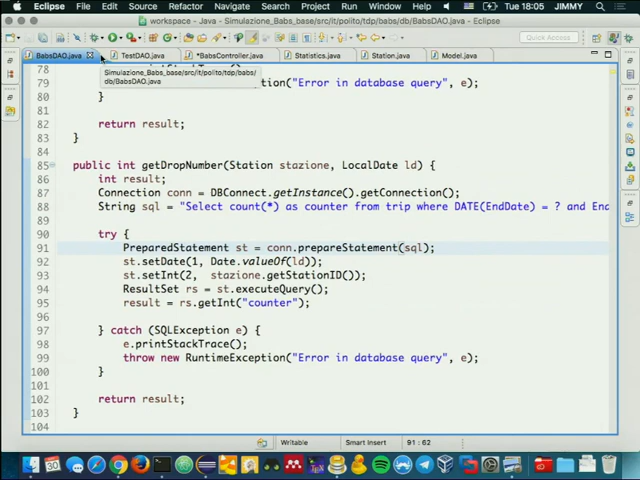 Eclipse File Edit Source Refactor Navigate Search Project Run Window Help Tue 18:05 JIMMY
workspace - Java - Simulazione_Babs_base/src/it/polito/tdp/babs/db/BabsDAO.java - Eclipse
Quick Access
BabsDAO.java TestDAO.java *BabsController.java Statistics.java Station.java Model.java
Simulazione_Babs_base/src/it/polito/tdp/babs/
db/BabsDAO.java
78
79 ("Error in database query", e);
80 }
81
82 return result;
83 }
84
85 public int getDropNumber(Station stazione, LocalDate ld) {
86 int result;
87 Connection conn = DBConnect.getInstance().getConnection();
88 String sql = "Select count(*) as counter from trip where DATE(EndDate) = ? and End
89
90 try {
91 PreparedStatement st = conn.prepareStatement(sql);
92 st.setDate(1, Date.valueOf(ld));
93 st.setInt(2, stazione.getStationID());
94 ResultSet rs = st.executeQuery();
95 result = rs.getInt("counter");
96
97 } catch (SQLException e) {
98 e.printStackTrace();
99 throw new RuntimeException("Error in database query", e);
100 }
101
102 return result;
103 }
104
Writable Smart Insert 91 : 62